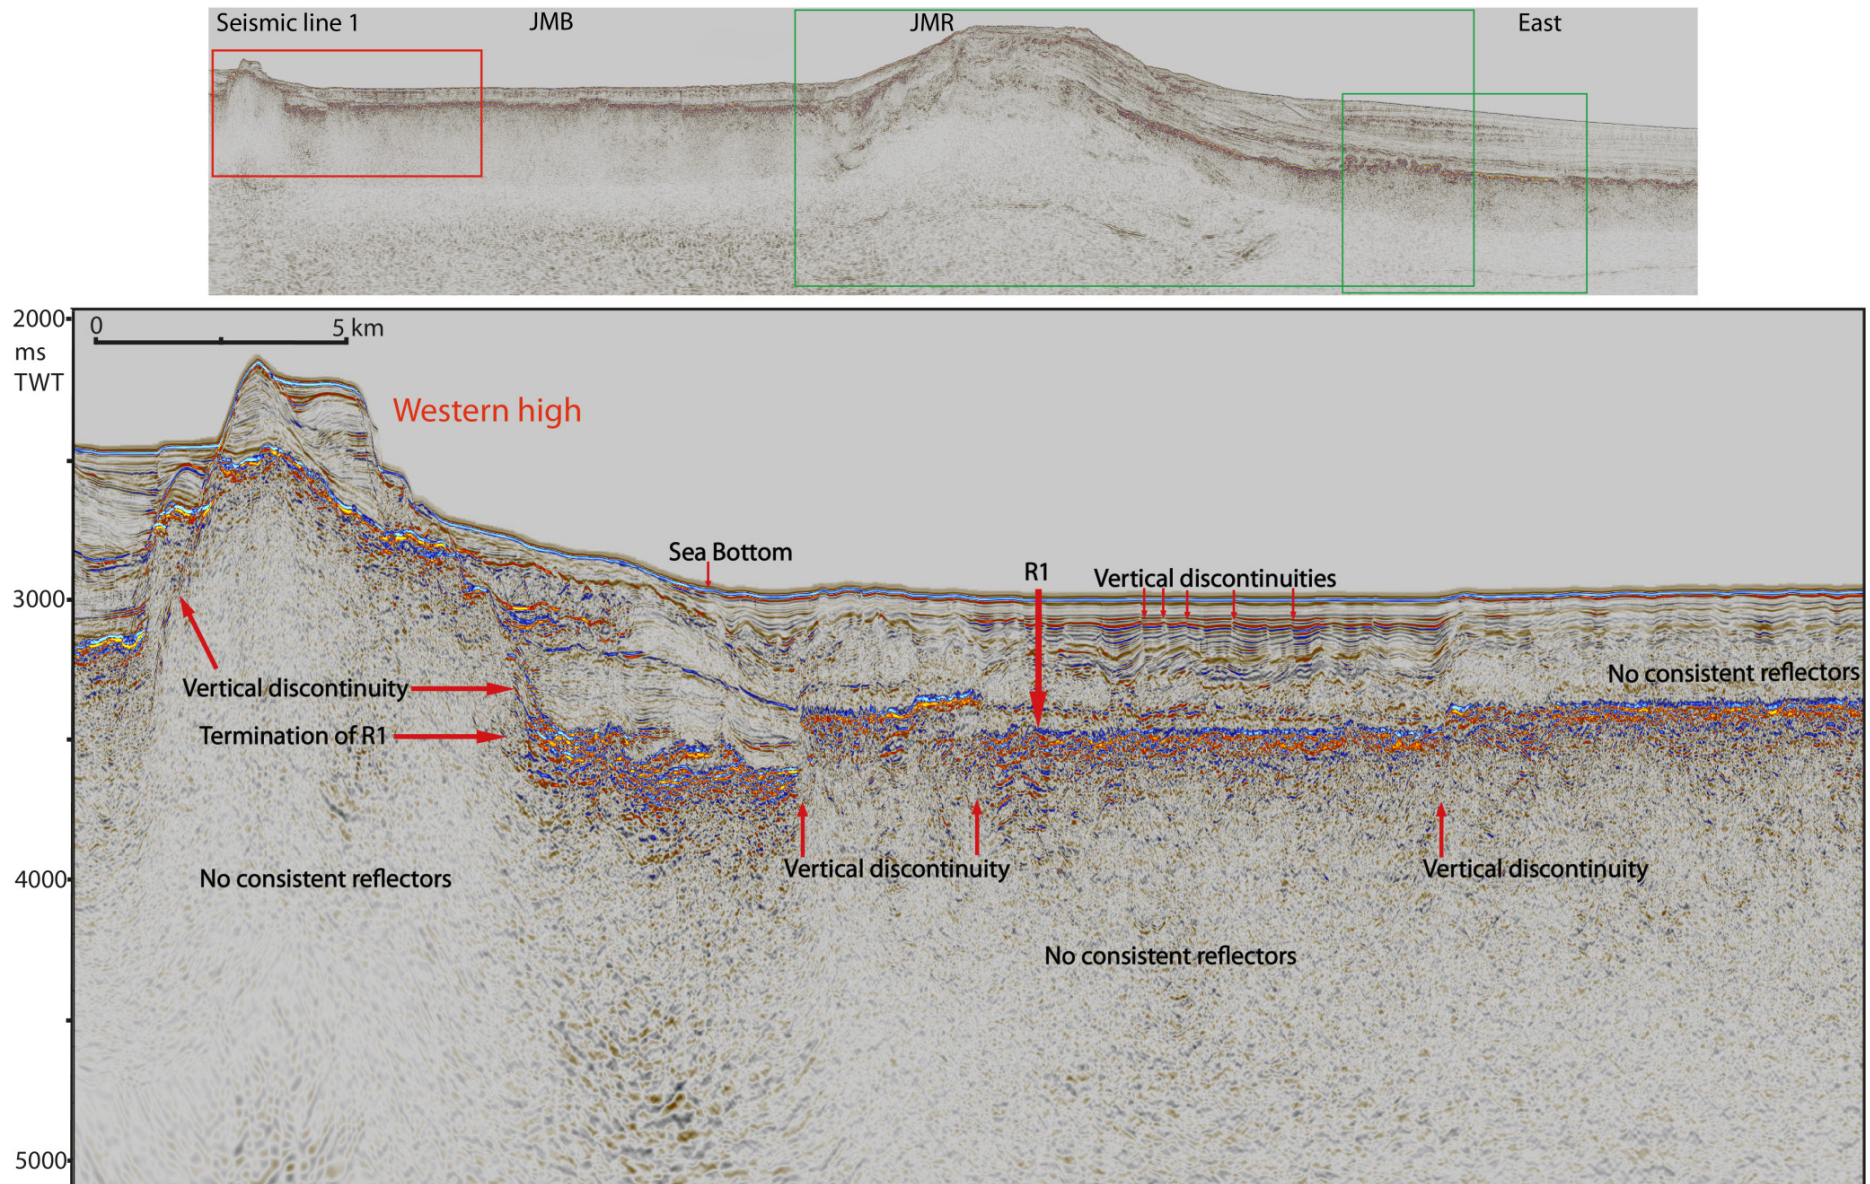 Seismic line 1
JMB
JMR
East
2000
ms
TWT
0
5 km
Western high
Sea Bottom
R1
Vertical discontinuities
3000
No consistent reflectors
Vertical discontinuity
Termination of R1
4000
No consistent reflectors
Vertical discontinuity
Vertical discontinuity
No consistent reflectors
5000